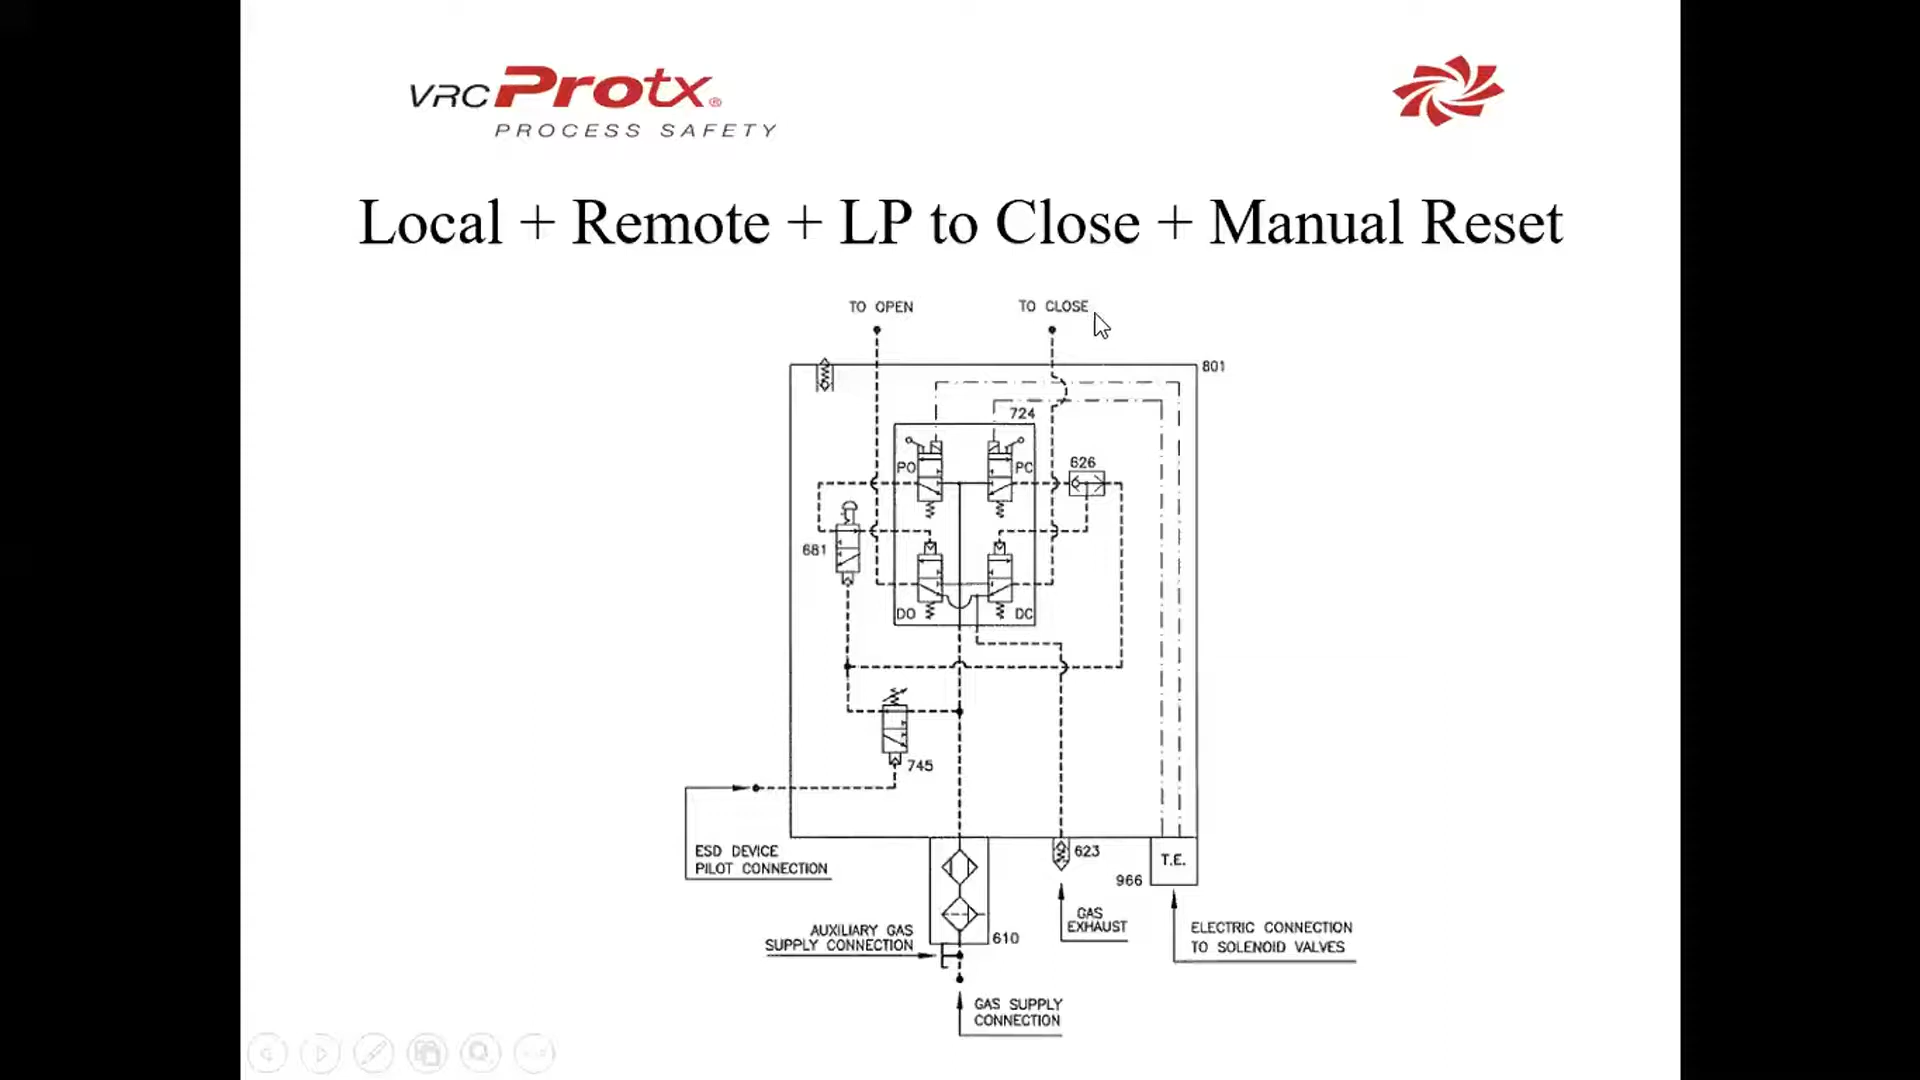 VRC Protx®
PROCESS SAFETY
Local + Remote + LP to Close + Manual Reset
TO OPEN
TO CLOSE
801
724
PO
PC
626
681
DO
DC
745
ESD DEVICE
PILOT CONNECTION
623
T.E.
966
GAS
EXHAUST
AUXILIARY GAS
SUPPLY CONNECTION
610
ELECTRIC CONNECTION
TO SOLENOID VALVES
GAS SUPPLY
CONNECTION